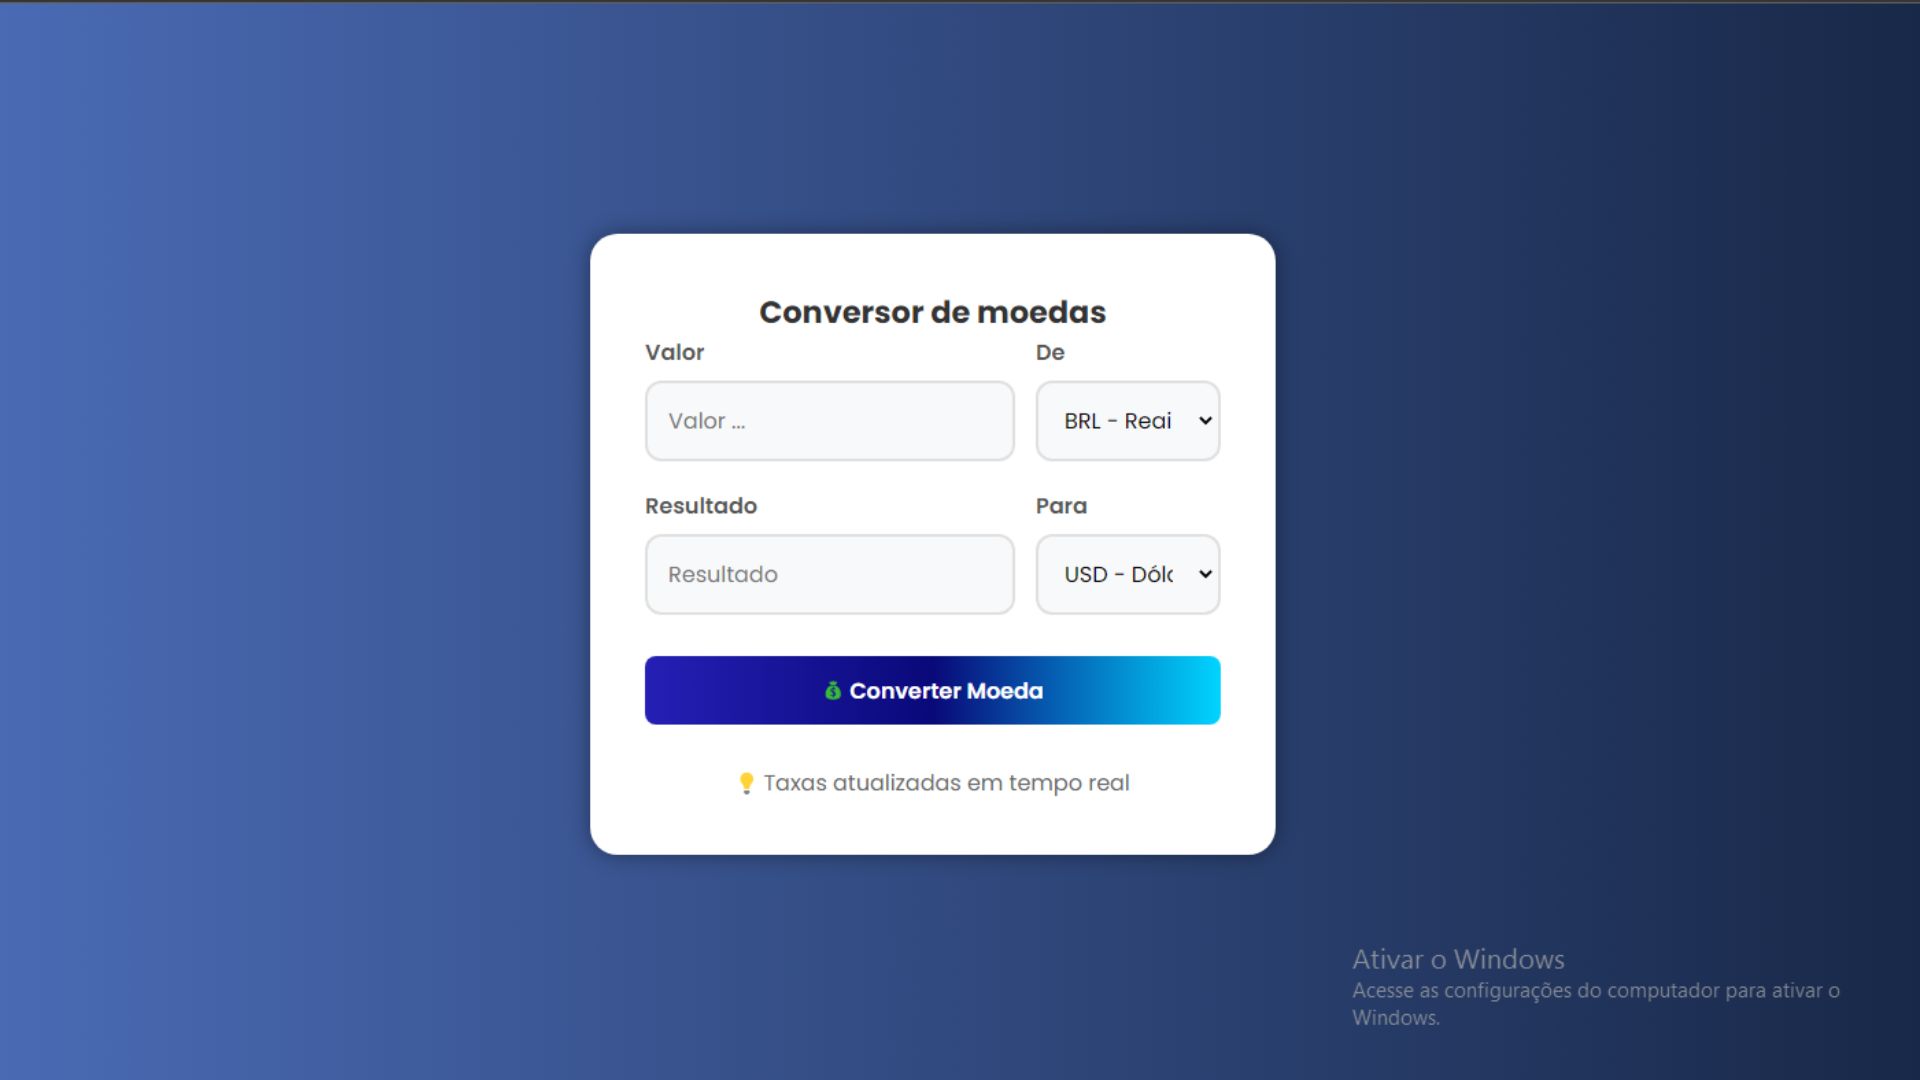 Conversor de moedas
Valor De
Valor ... BRL - Reai
Resultado Para
Resultado USD - Dóla
Converter Moeda
Taxas atualizadas em tempo real
Ativar o Windows
Acesse as configurações do computador para ativar o
Windows.